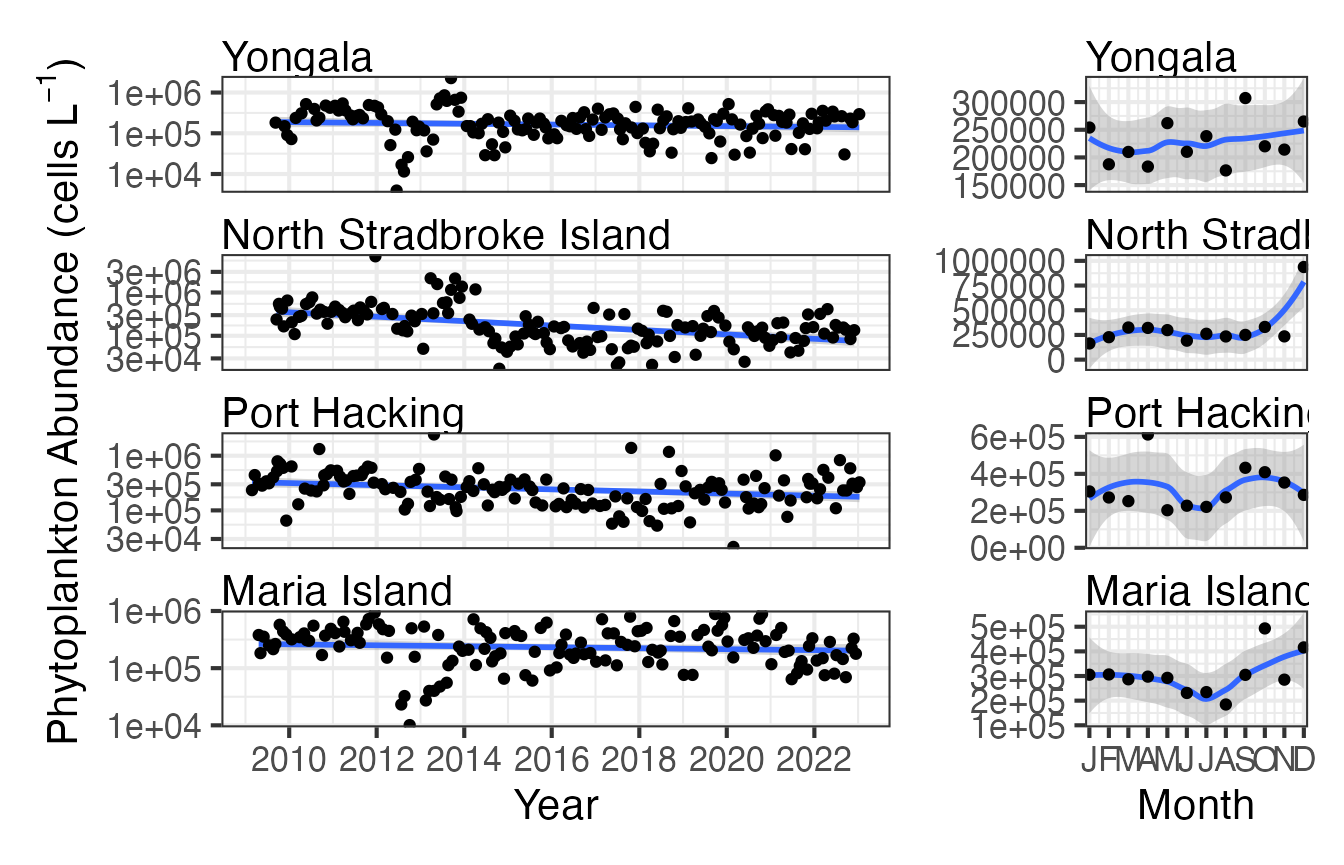 Phytoplankton Abundance (cells L⁻¹)
Yongala
1e+06
1e+05
1e+04
North Stradbroke Island
3e+06
1e+06
3e+05
1e+05
3e+04
Port Hacking
1e+06
3e+05
1e+05
3e+04
Maria Island
1e+06
1e+05
1e+04
2010 2012 2014 2016 2018 2020 2022
Year
Yongala
300000
250000
200000
150000
North Stradb
1000000
750000
500000
250000
0
Port Hacking
6e+05
4e+05
2e+05
0e+00
Maria Island
5e+05
4e+05
3e+05
2e+05
1e+05
J F M A M J J A S O N D
Month